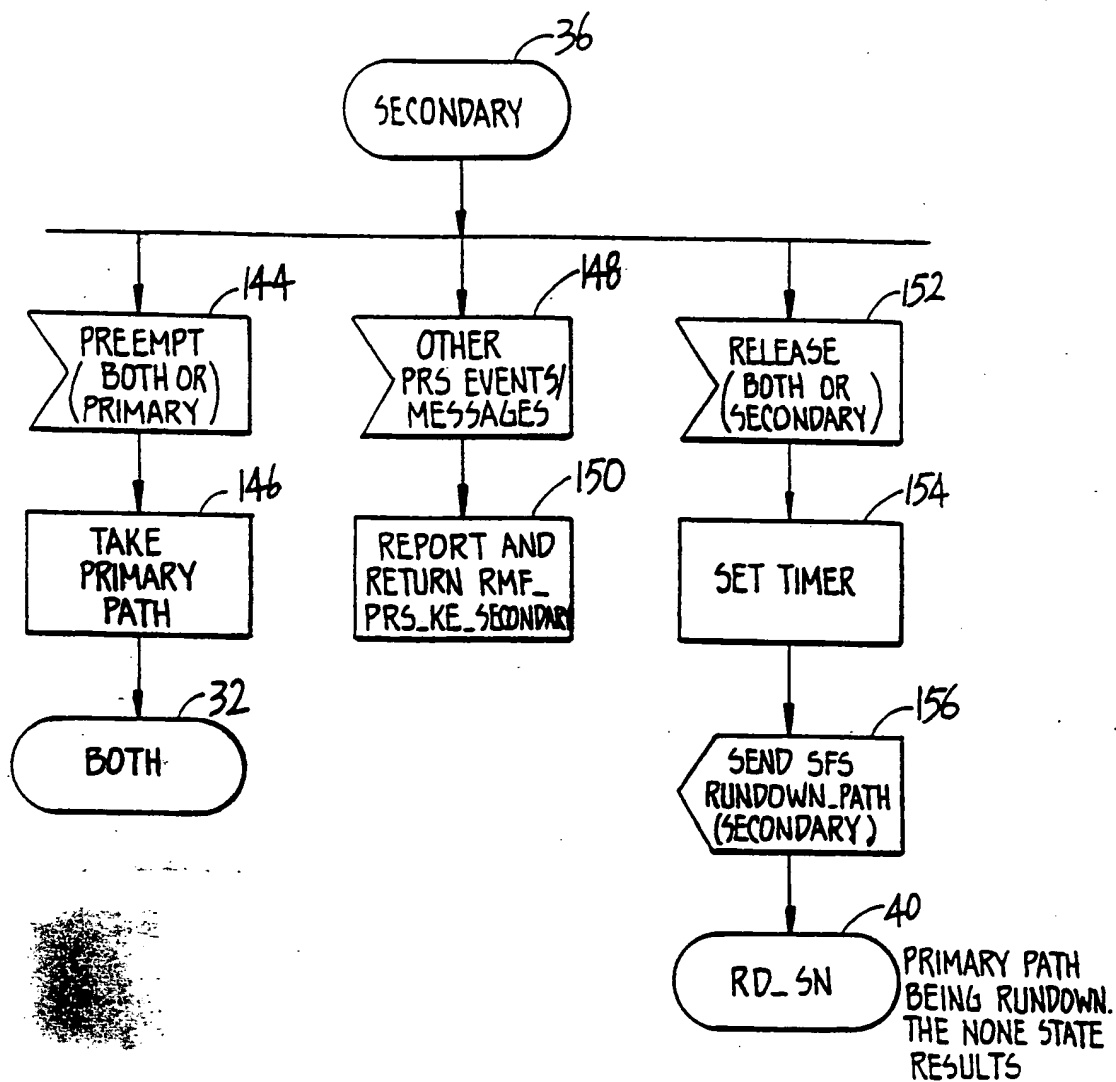 36
SECONDARY
144
PREEMPT
( BOTH OR )
PRIMARY
148
OTHER
PRS EVENTS/
MESSAGES
152
RELEASE
( BOTH OR )
SECONDARY
146
TAKE
PRIMARY
PATH
150
REPORT AND
RETURN RMF_
PRS_KE_SECONDARY
154
SET TIMER
32
BOTH
156
SEND SFS
RUNDOWN_PATH
(SECONDARY)
40
RD_SN
PRIMARY PATH
BEING RUNDOWN.
THE NONE STATE
RESULTS